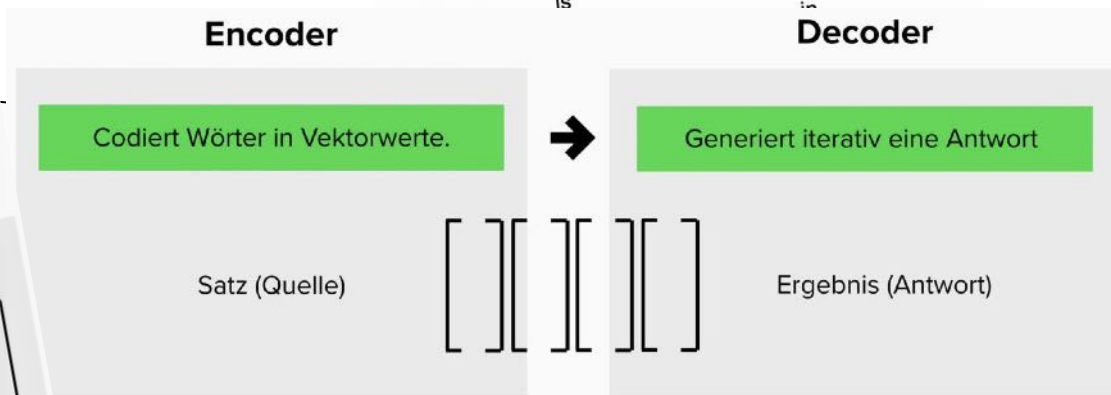 Encoder
Decoder
Codiert Wörter in Vektorwerte.
Generiert iterativ eine Antwort
Satz (Quelle)
[ ][ ][ ][ ]
Ergebnis (Antwort)